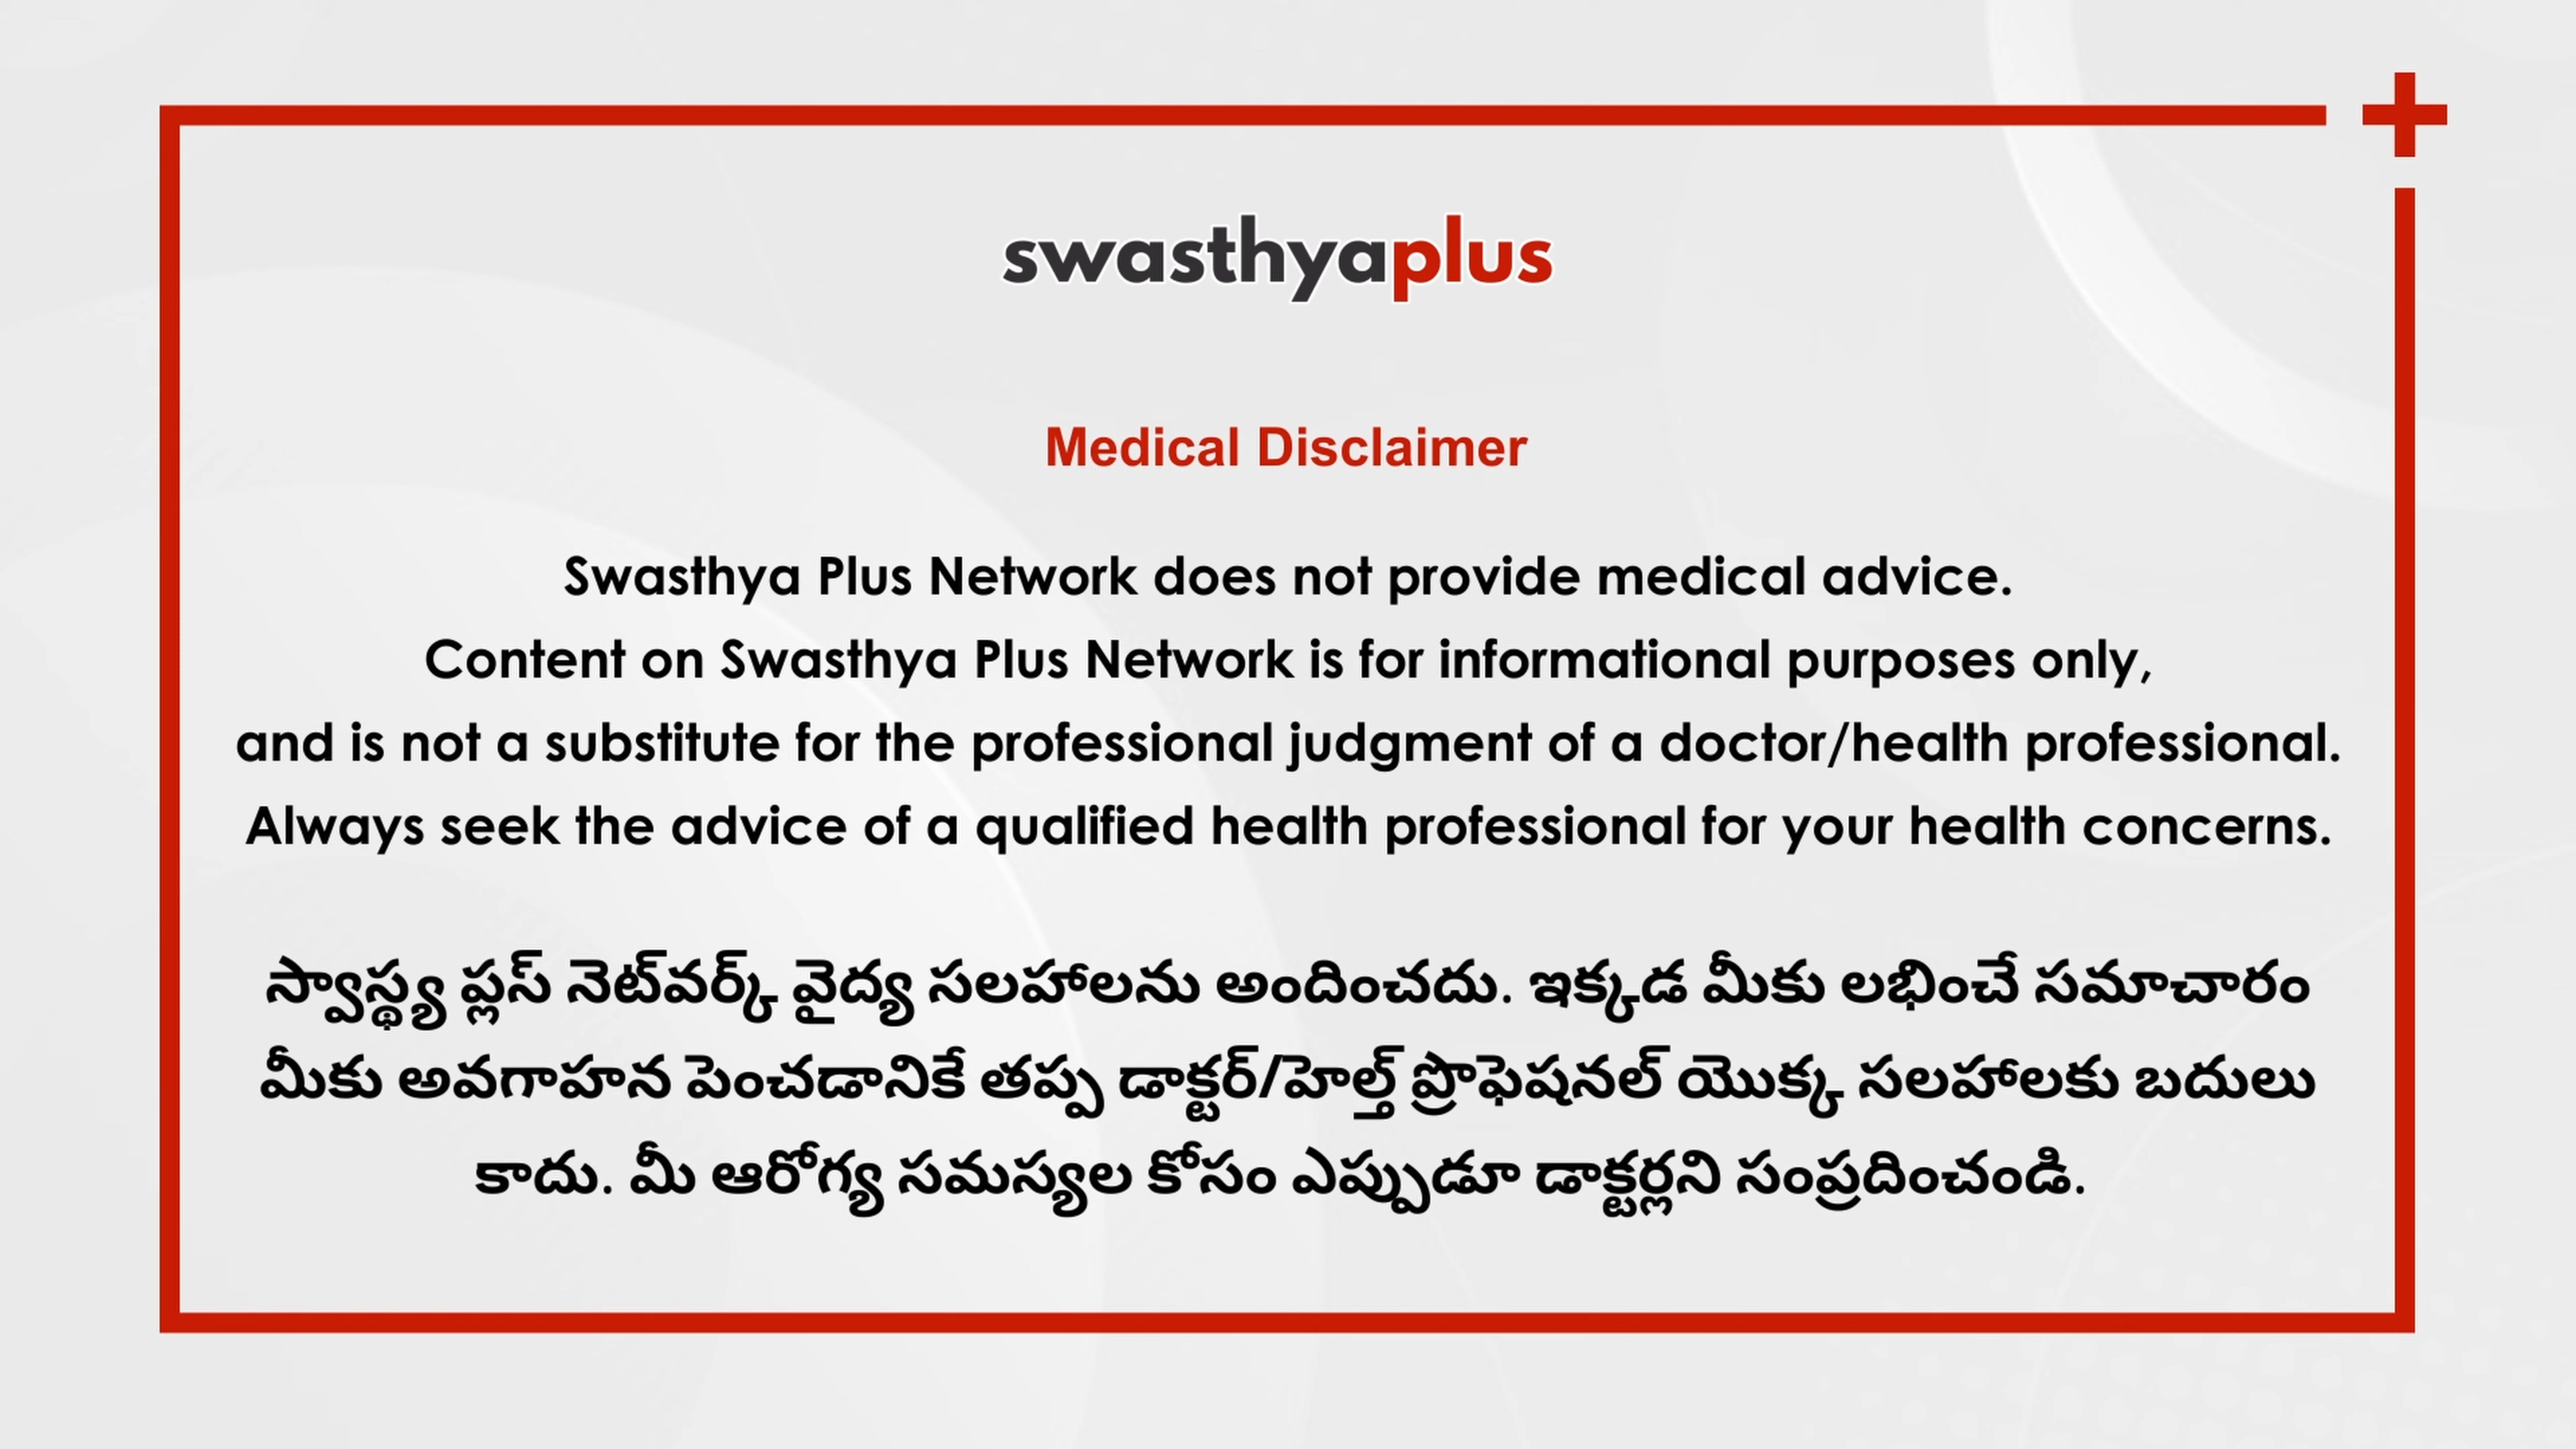 swasthyaplus
Medical Disclaimer
Swasthya Plus Network does not provide medical advice.
Content on Swasthya Plus Network is for informational purposes only,
and is not a substitute for the professional judgment of a doctor/health professional.
Always seek the advice of a qualified health professional for your health concerns.
స్వాస్థ్య ప్లస్ నెట్‌వర్క్ వైద్య సలహాలను అందించదు. ఇక్కడ మీకు లభించే సమాచారం
మీకు అవగాహన పెంచడానికే తప్ప డాక్టర్/హెల్త్ ప్రొఫెషనల్ యొక్క సలహాలకు బదులు
కాదు. మీ ఆరోగ్య సమస్యల కోసం ఎప్పుడూ డాక్టర్లని సంప్రదించండి.